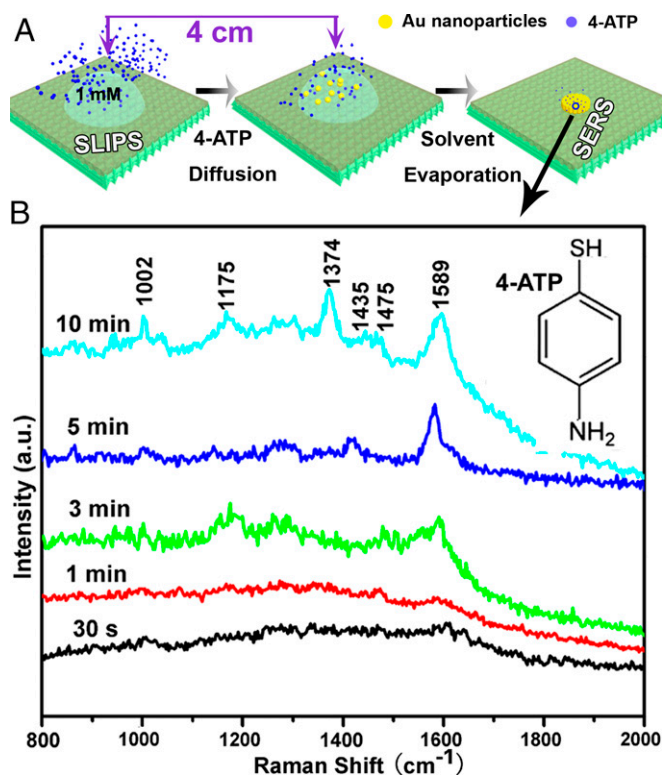 A
4 cm
Au nanoparticles
4-ATP
1 mM
SLIPS
4-ATP
Diffusion
Solvent
Evaporation
SERS
B
1002
1175
1374
1435
1475
1589
4-ATP
SH
NH2
10 min
5 min
3 min
1 min
30 s
Intensity (a.u.)
800
1000
1200
1400
1600
1800
2000
Raman Shift (cm-1)